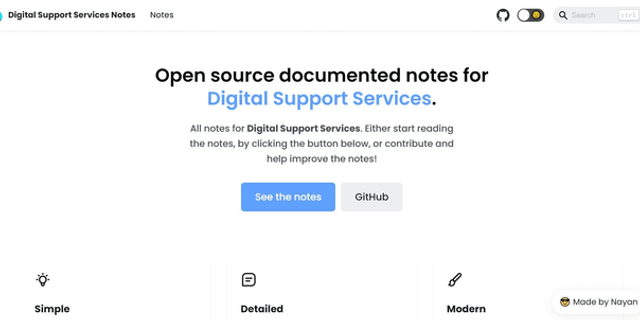 Digital Support Services Notes Notes Search ctrl
Open source documented notes for
Digital Support Services.
All notes for Digital Support Services. Either start reading
the notes, by clicking the button below, or contribute and
help improve the notes!
See the notes GitHub
Simple Detailed Modern
😎 Made by Nayan